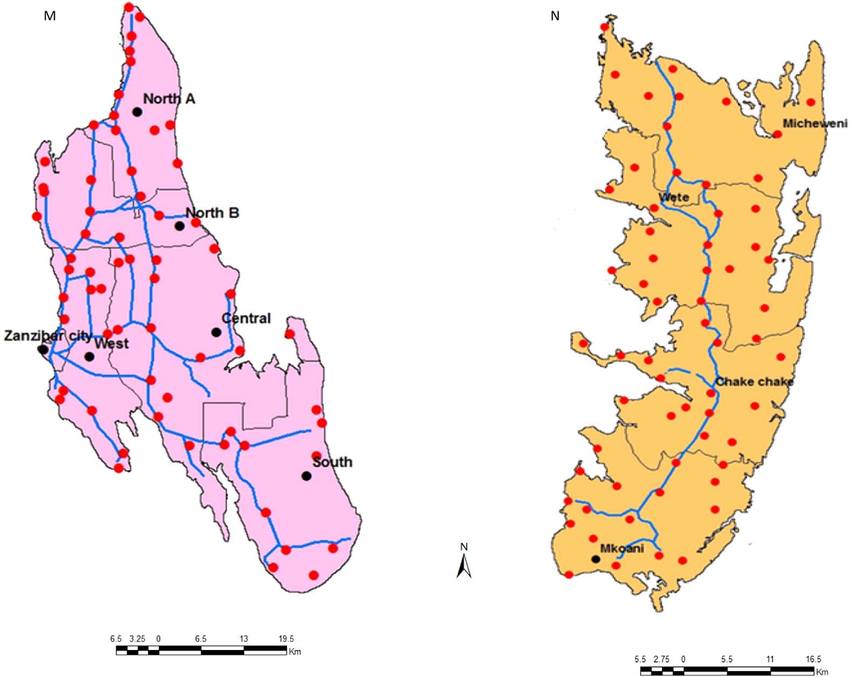 M
N
North A
Micheweni
Wete
North B
Central
Zanzibar city
West
Chake chake
South
Mkoani
N
6.5 3.25 0 6.5 13 19.5
Km
5.5 2.75 0 5.5 11 16.5
Km